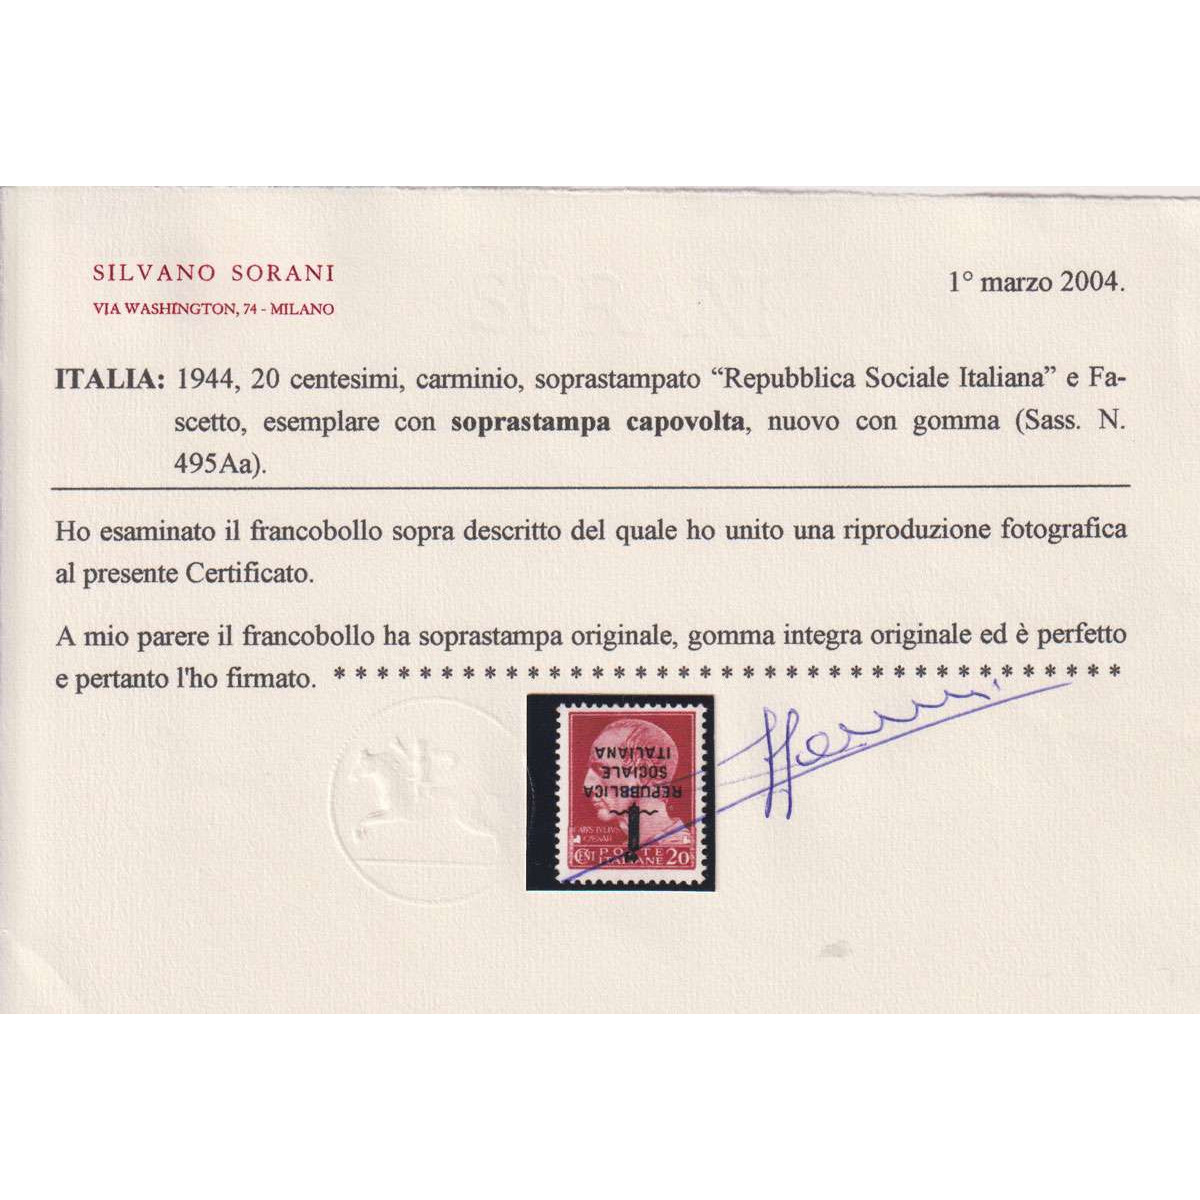 SILVANO SORANI
VIA WASHINGTON, 74 - MILANO
1° marzo 2004.
ITALIA: 1944, 20 centesimi, carminio, soprastampato “Repubblica Sociale Italiana” e Fa-
scetto, esemplare con soprastampa capovolta, nuovo con gomma (Sass. N.
495Aa).
Ho esaminato il francobollo sopra descritto del quale ho unito una riproduzione fotografica
al presente Certificato.
A mio parere il francobollo ha soprastampa originale, gomma integra originale ed è perfetto
e pertanto l'ho firmato. * * * * * * * * * * * * * * * * * * * * * * * * * * * * * * * * * * * * *
ITALIANA
SOCIALE
REPUBBLICA
CAESAR
CENT POSTE ITALIANE 20